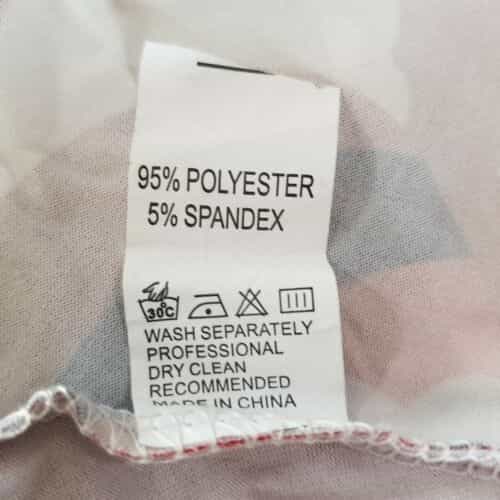 95% POLYESTER
5% SPANDEX
30°C
WASH SEPARATELY
PROFESSIONAL
DRY CLEAN
RECOMMENDED
MADE IN CHINA